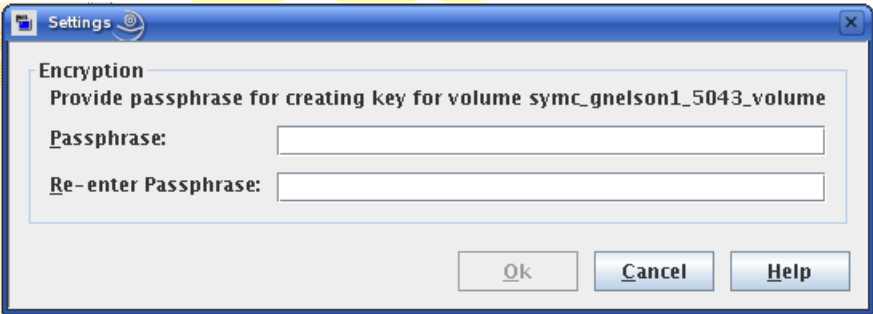 Settings
Encryption
Provide passphrase for creating key for volume symc_gnelson1_5043_volume
Passphrase:
Re-enter Passphrase:
Ok Cancel Help